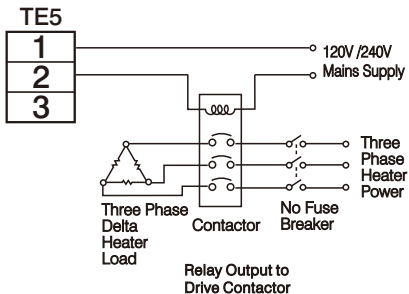 TE5
1
2
3
120V /240V
Mains Supply
Three
Phase
Heater
Power
Three Phase
Delta
Heater
Load
Contactor
No Fuse
Breaker
Relay Output to
Drive Contactor